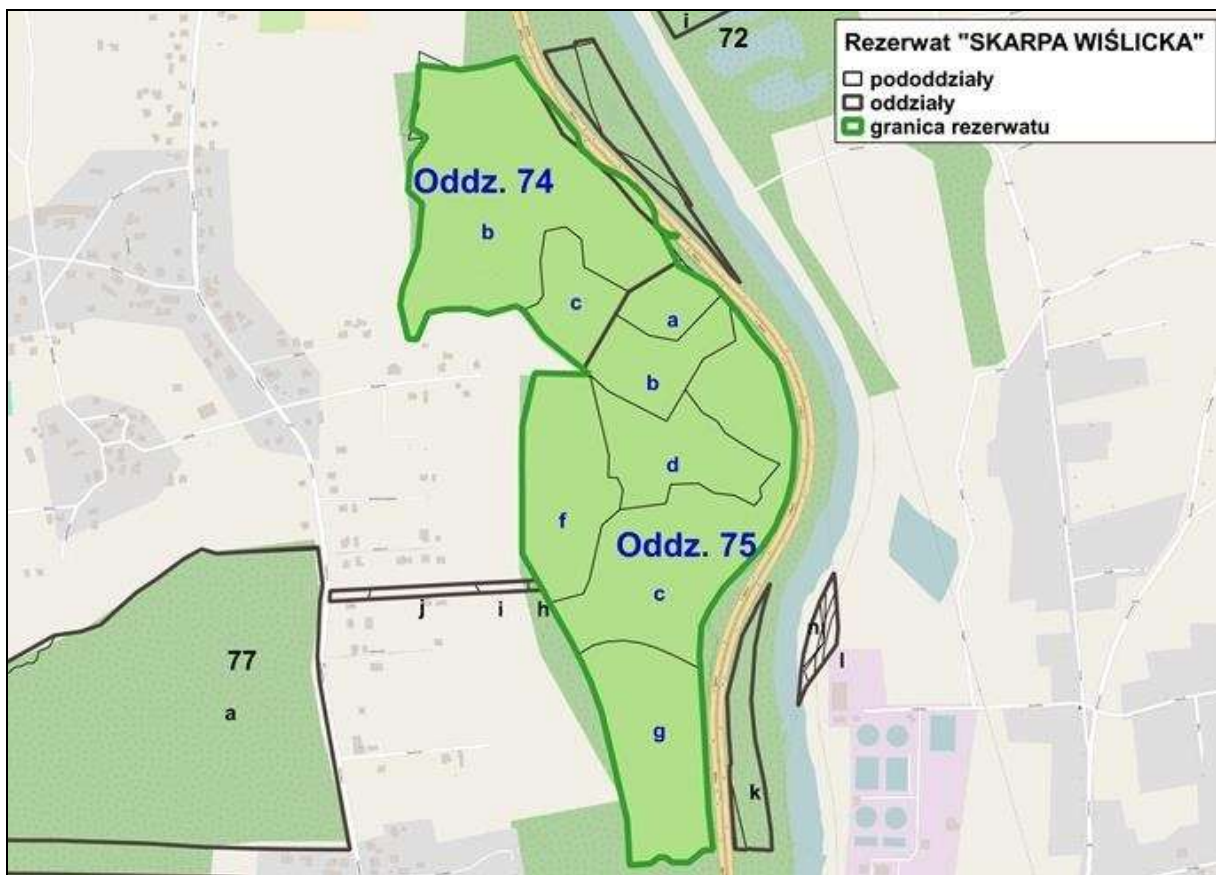 i
72
Rezerwat "SKARPA WIŚLICKA"
pododdziały
oddziały
granica rezerwatu
Oddz. 74
b
c
a
b
d
f
Oddz. 75
c
j
i
h
n
l
77
a
g
k